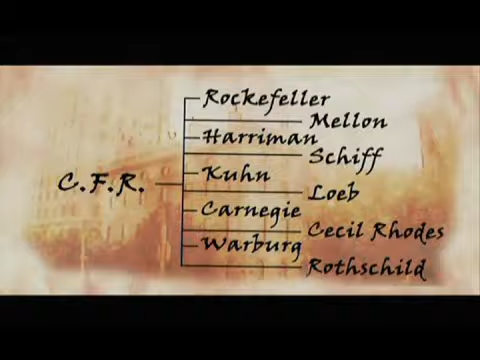 Rockefeller
Mellon
Harriman
Schiff
Kuhn
C.F.R.
Loeb
Carnegie
Cecil Rhodes
Warburg
Rothschild